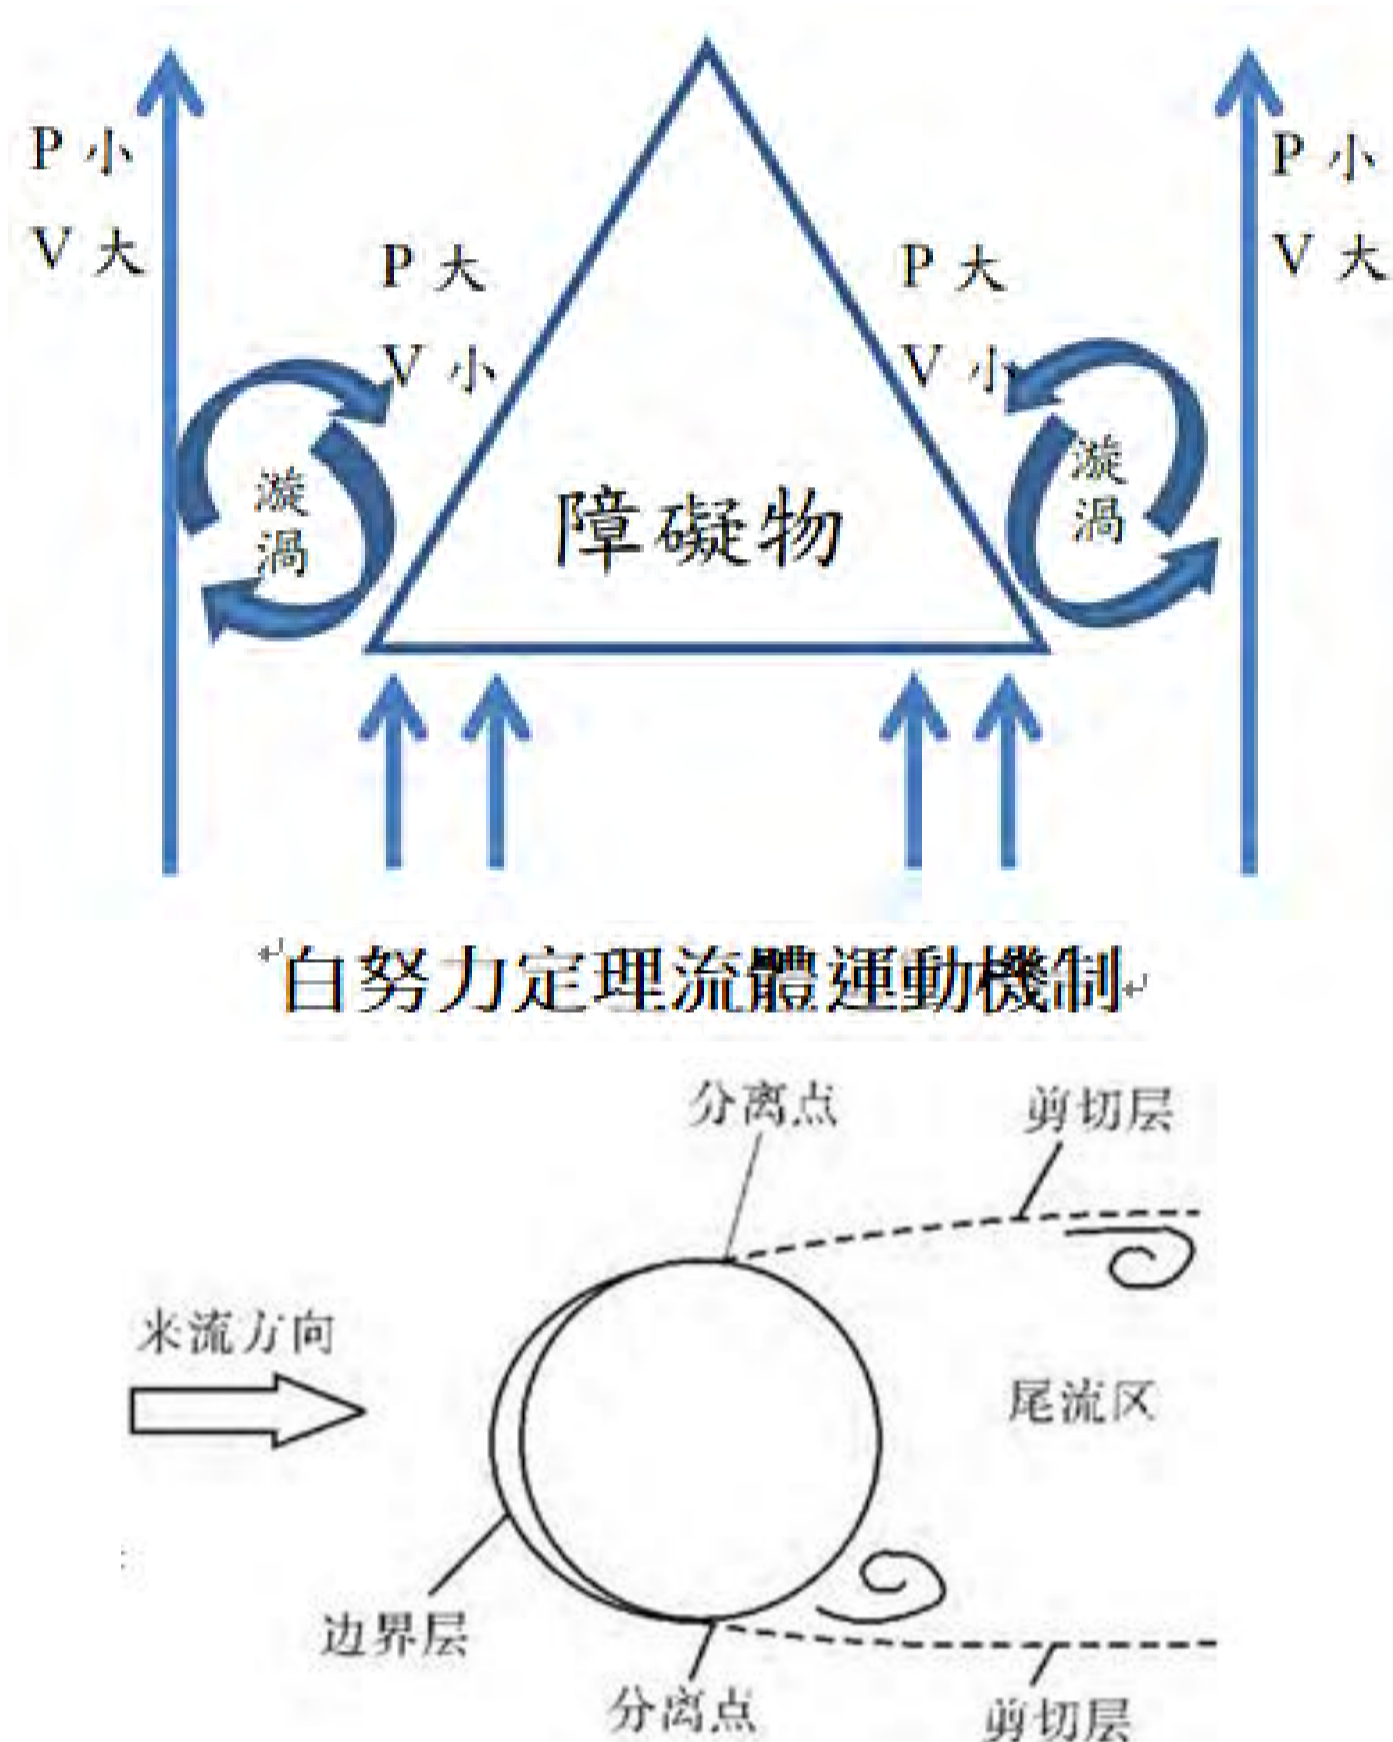 P 小
V 大
P 大
V 小
P 大
V 小
P 小
V 大
漩
渦
障礙物
漩
渦
白努力定理流體運動機制
分离点
剪切层
来流方向
尾流区
边界层
分离点
剪切层